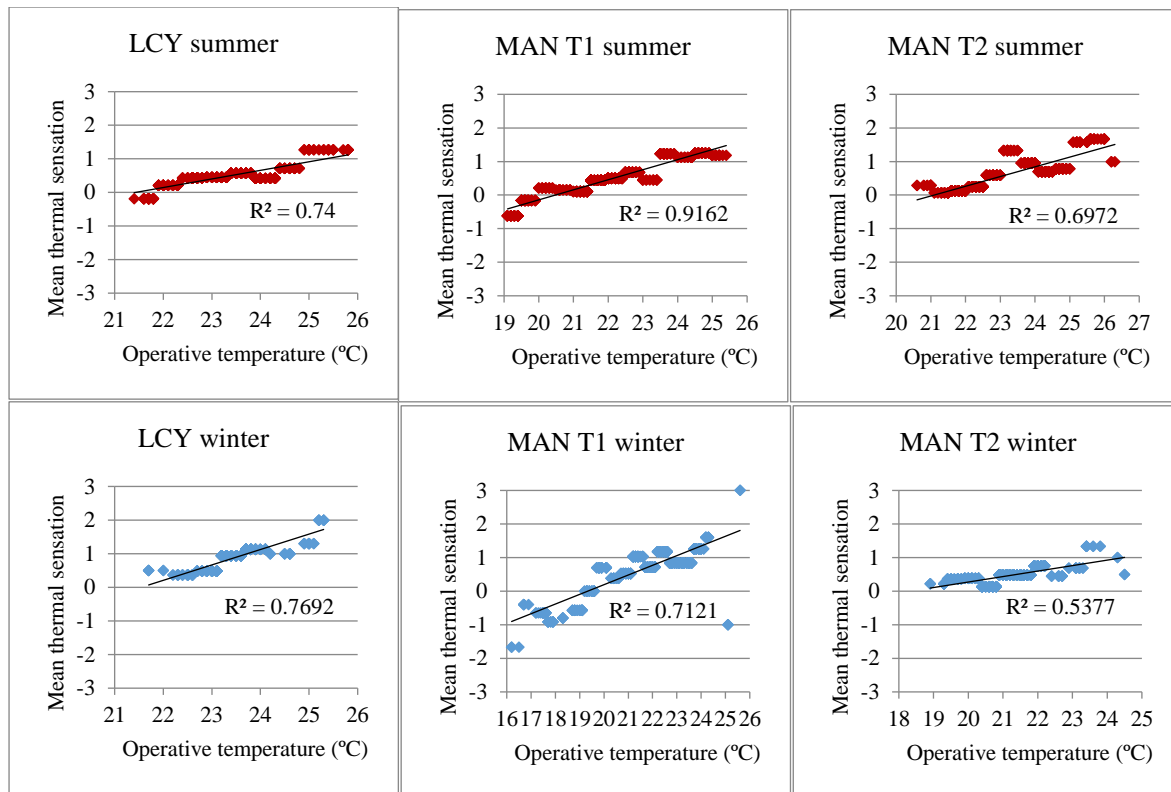 LCY summer
Mean thermal sensation
3
2
1
0
-1
-2
-3
R² = 0.74
21 22 23 24 25 26
Operative temperature (ºC)
MAN T1 summer
Mean thermal sensation
3
2
1
0
-1
-2
-3
R² = 0.9162
19 20 21 22 23 24 25 26
Operative temperature (ºC)
MAN T2 summer
Mean thermal sensation
3
2
1
0
-1
-2
-3
R² = 0.6972
20 21 22 23 24 25 26 27
Operative temperature (ºC)
LCY winter
Mean thermal sensation
3
2
1
0
-1
-2
-3
R² = 0.7692
21 22 23 24 25 26
Operative temperature (ºC)
MAN T1 winter
Mean thermal sensation
3
2
1
0
-1
-2
-3
R² = 0.7121
16 17 18 19 20 21 22 23 24 25 26
Operative temperature (ºC)
MAN T2 winter
Mean thermal sensation
3
2
1
0
-1
-2
-3
R² = 0.5377
18 19 20 21 22 23 24 25
Operative temperature (ºC)